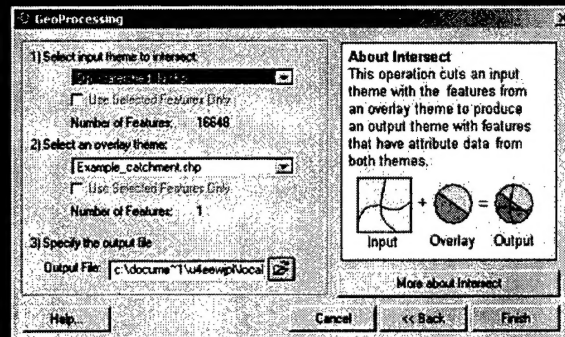 GeoProcessing
1) Select input theme to intersect:
Use Selected Features Only
Number of Features: 16648
2) Select an overlay theme:
Example_catchment.shp
Use Selected Features Only
Number of Features: 1
3) Specify the output file
Output File: c:\docume~1\u4eewjpl\local
About Intersect
This operation cuts an input
theme with the features from
an overlay theme to produce
an output theme with features
that have attribute data from
both themes.
+ =
Input Overlay Output
More about Intersect
Help... Cancel << Back Finish